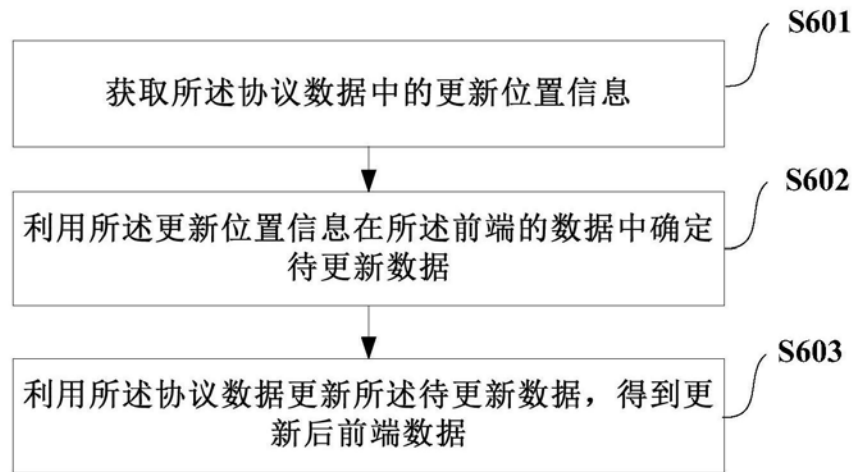 S601
获取所述协议数据中的更新位置信息
S602
利用所述更新位置信息在所述前端的数据中确定
待更新数据
S603
利用所述协议数据更新所述待更新数据，得到更
新后前端数据